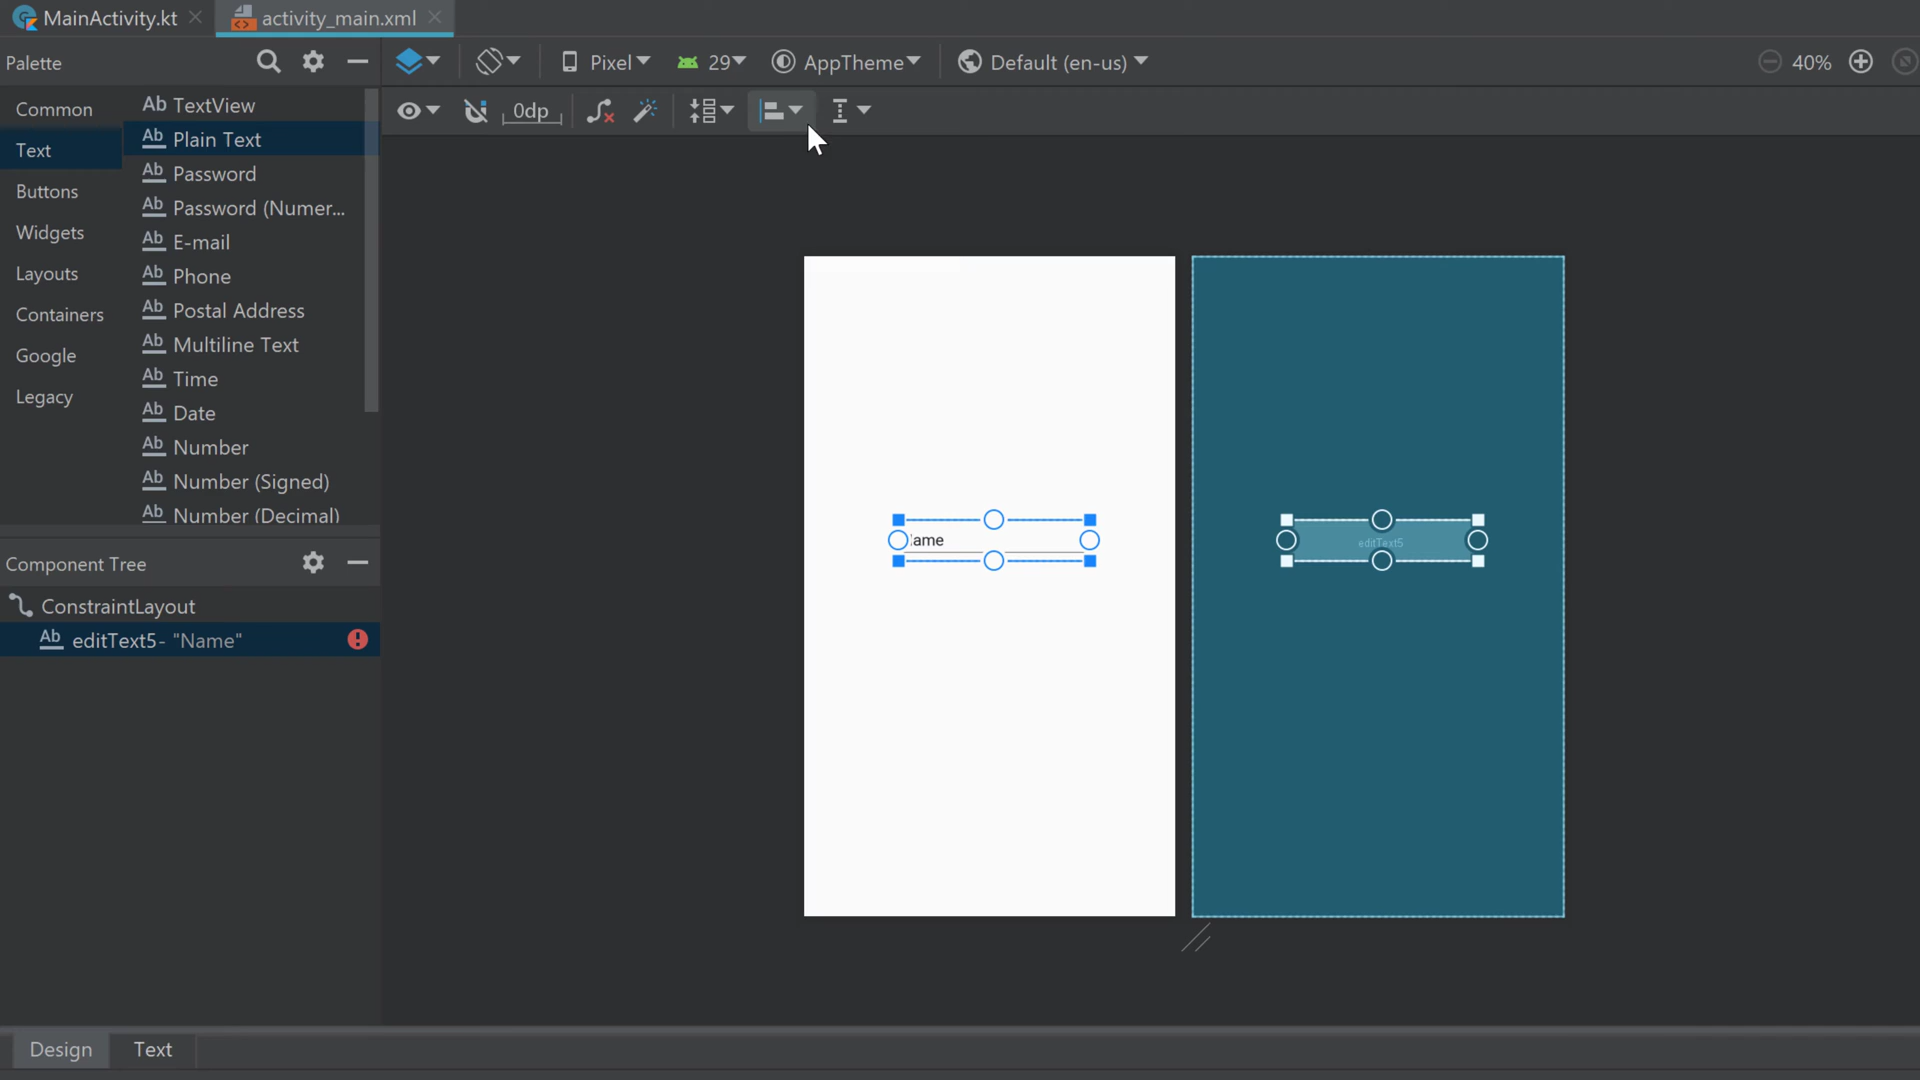 MainActivity.kt
activity_main.xml
Palette
Pixel
29
AppTheme
Default (en-us)
40%
0dp
Common
Text
Buttons
Widgets
Layouts
Containers
Google
Legacy
Ab TextView
Ab Plain Text
Ab Password
Ab Password (Numer...
Ab E-mail
Ab Phone
Ab Postal Address
Ab Multiline Text
Ab Time
Ab Date
Ab Number
Ab Number (Signed)
Ab Number (Decimal)
ame
editText5
Component Tree
ConstraintLayout
Ab editText5- "Name"
Design
Text